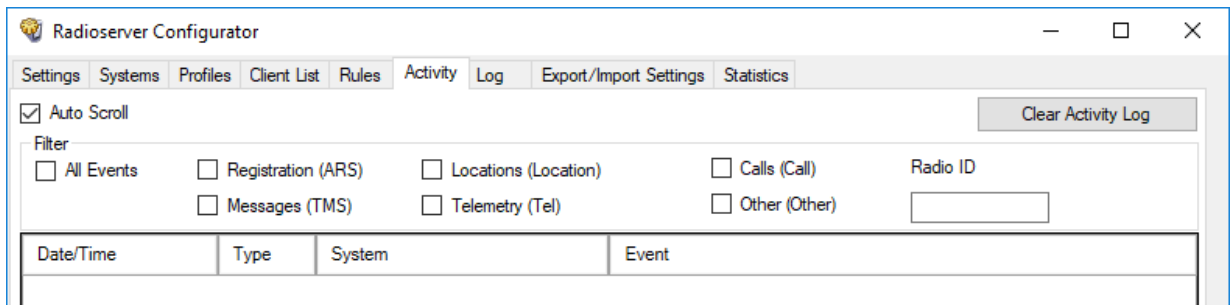 Radioserver Configurator
Settings Systems Profiles Client List Rules Activity Log Export/Import Settings Statistics
Auto Scroll Clear Activity Log
Filter
All Events Registration (ARS) Locations (Location) Calls (Call) Radio ID
Messages (TMS) Telemetry (Tel) Other (Other)
Date/Time Type System Event